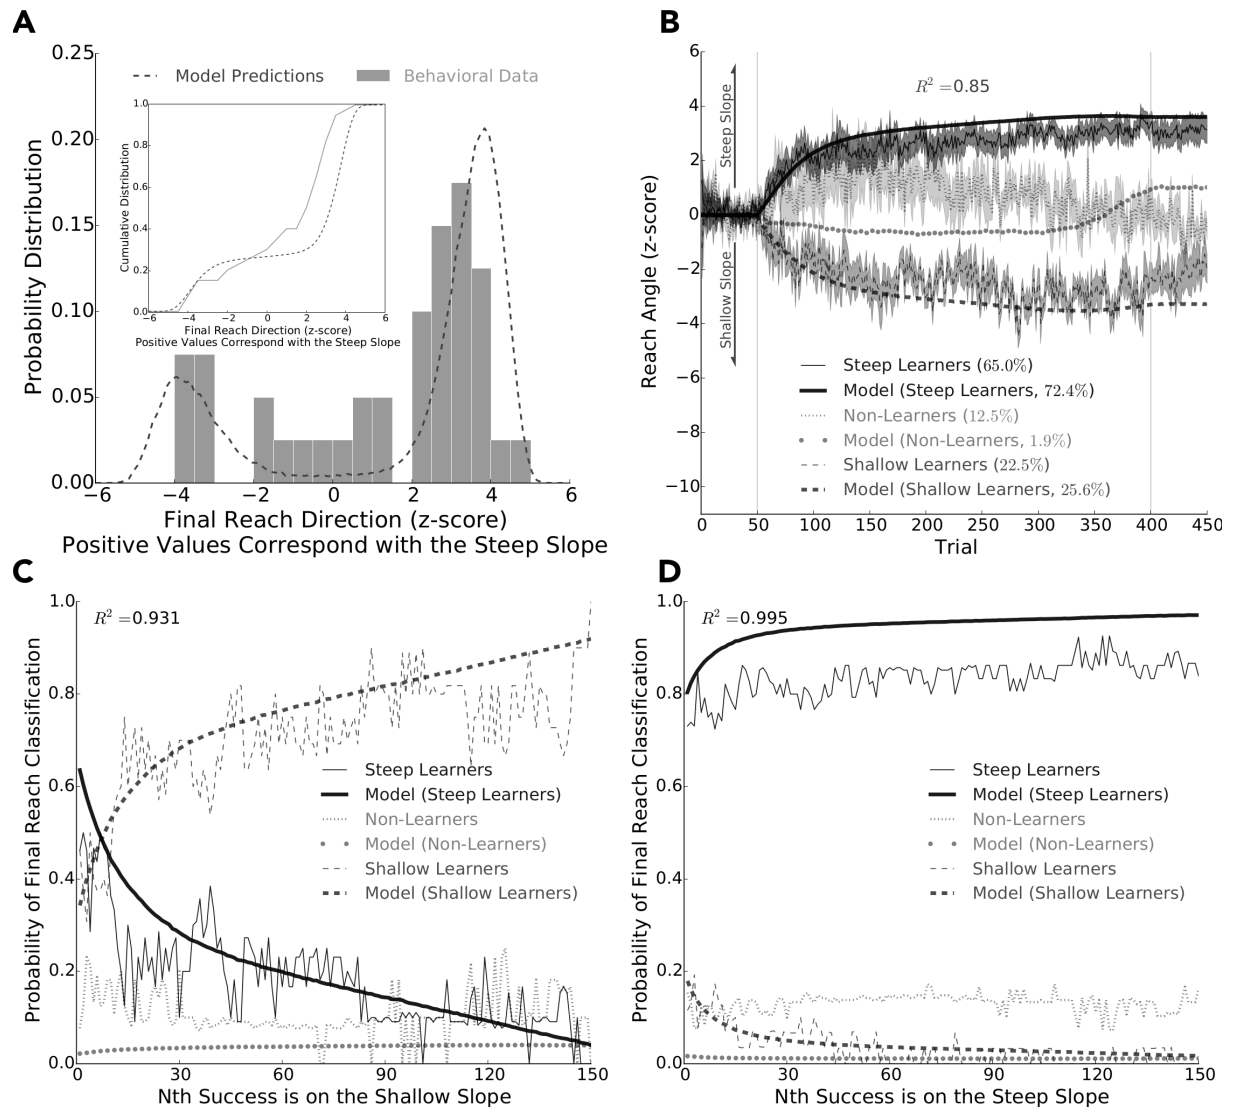 A
0.25
0.20
0.15
0.10
0.05
0.00
Probability Distribution
Model Predictions
Behavioral Data
1.0
0.8
0.6
0.4
0.2
0.0
Cumulative Distribution
−6 −4 −2 0 2 4 6
Final Reach Direction (z-score)
Positive Values Correspond with the Steep Slope
−6 −4 −2 0 2 4 6
Final Reach Direction (z-score)
Positive Values Correspond with the Steep Slope
B
6
4
2
0
−2
−4
−6
−8
−10
Reach Angle (z-score)
Steep Slope
Shallow Slope
R² =0.85
Steep Learners (65.0%)
Model (Steep Learners, 72.4%)
Non-Learners (12.5%)
Model (Non-Learners, 1.9%)
Shallow Learners (22.5%)
Model (Shallow Learners, 25.6%)
0 50 100 150 200 250 300 350 400 450
Trial
C
1.0
0.8
0.6
0.4
0.2
0.0
Probability of Final Reach Classification
R² =0.931
Steep Learners
Model (Steep Learners)
Non-Learners
Model (Non-Learners)
Shallow Learners
Model (Shallow Learners)
0 30 60 90 120 150
Nth Success is on the Shallow Slope
D
1.0
0.8
0.6
0.4
0.2
0.0
Probability of Final Reach Classification
R² =0.995
Steep Learners
Model (Steep Learners)
Non-Learners
Model (Non-Learners)
Shallow Learners
Model (Shallow Learners)
0 30 60 90 120 150
Nth Success is on the Steep Slope